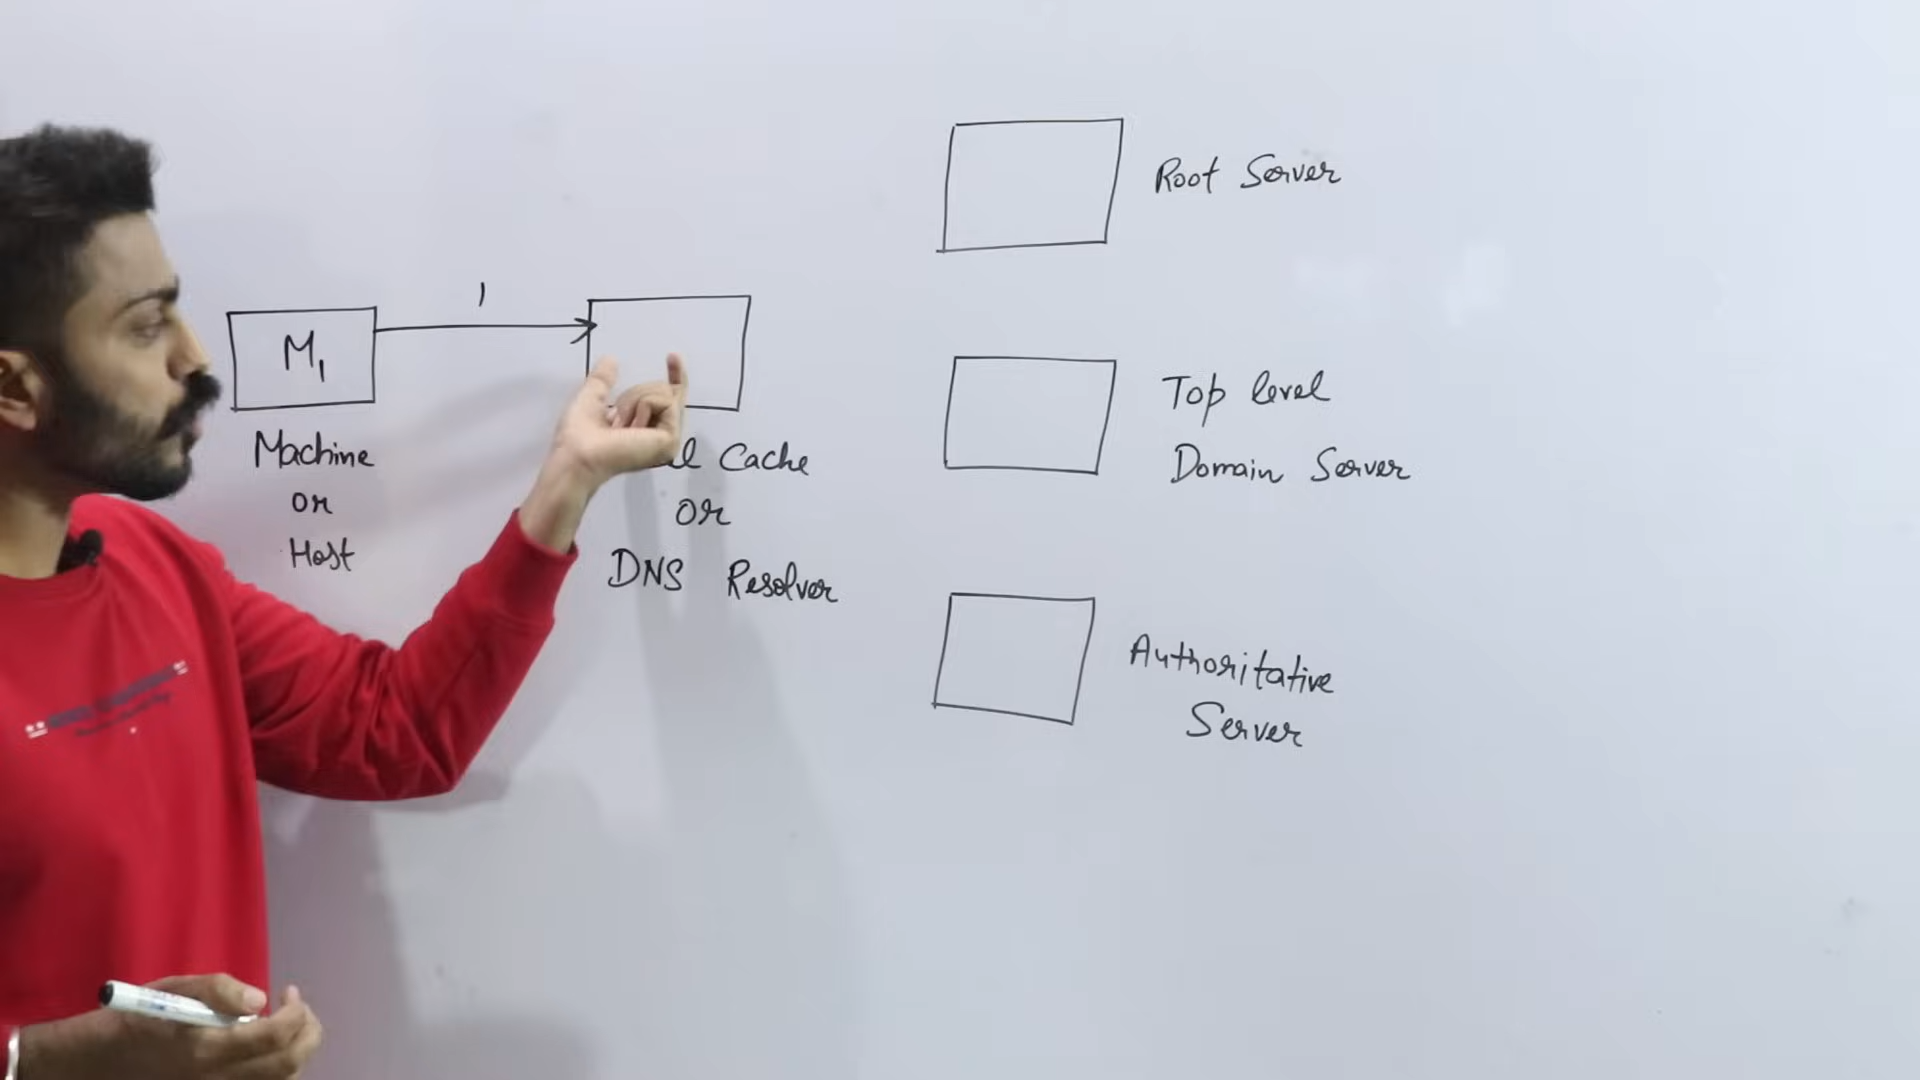 1
M1
Machine
or
Host
Cache
or
DNS Resolver
Root Server
Top level
Domain Server
Authoritative
Server